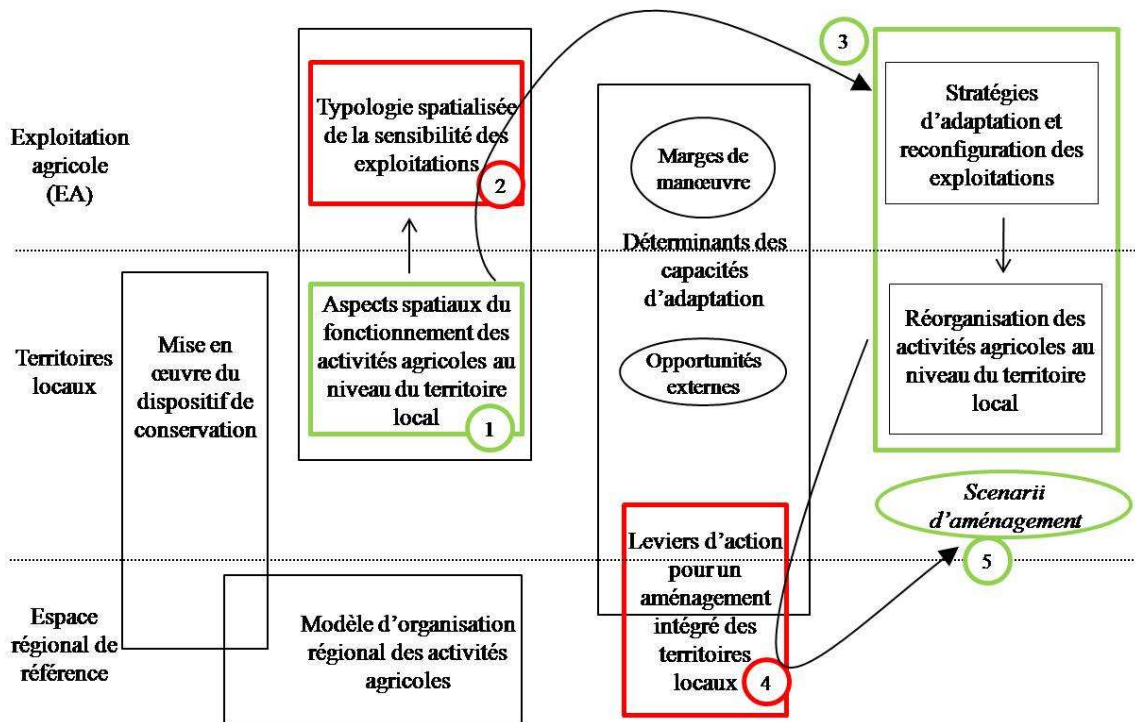 Exploitation
agricole
(EA)
Typologie spatialisée
de la sensibilité des
exploitations
2
Marges de
manœuvre
3
Stratégies
d'adaptation et
reconfiguration des
exploitations
Territoires
locaux
Mise en
œuvre du
dispositif de
conservation
Aspects spatiaux du
fonctionnement des
activités agricoles au
niveau du territoire
local
1
Déterminants des
capacités
d'adaptation
Opportunités
externes
Réorganisation des
activités agricoles au
niveau du territoire
local
Scenarii
d'aménagement
5
Espace
régional de
référence
Modèle d'organisation
régional des activités
agricoles
Leviers d'action
pour un
aménagement
intégré des
territoires
locaux
4